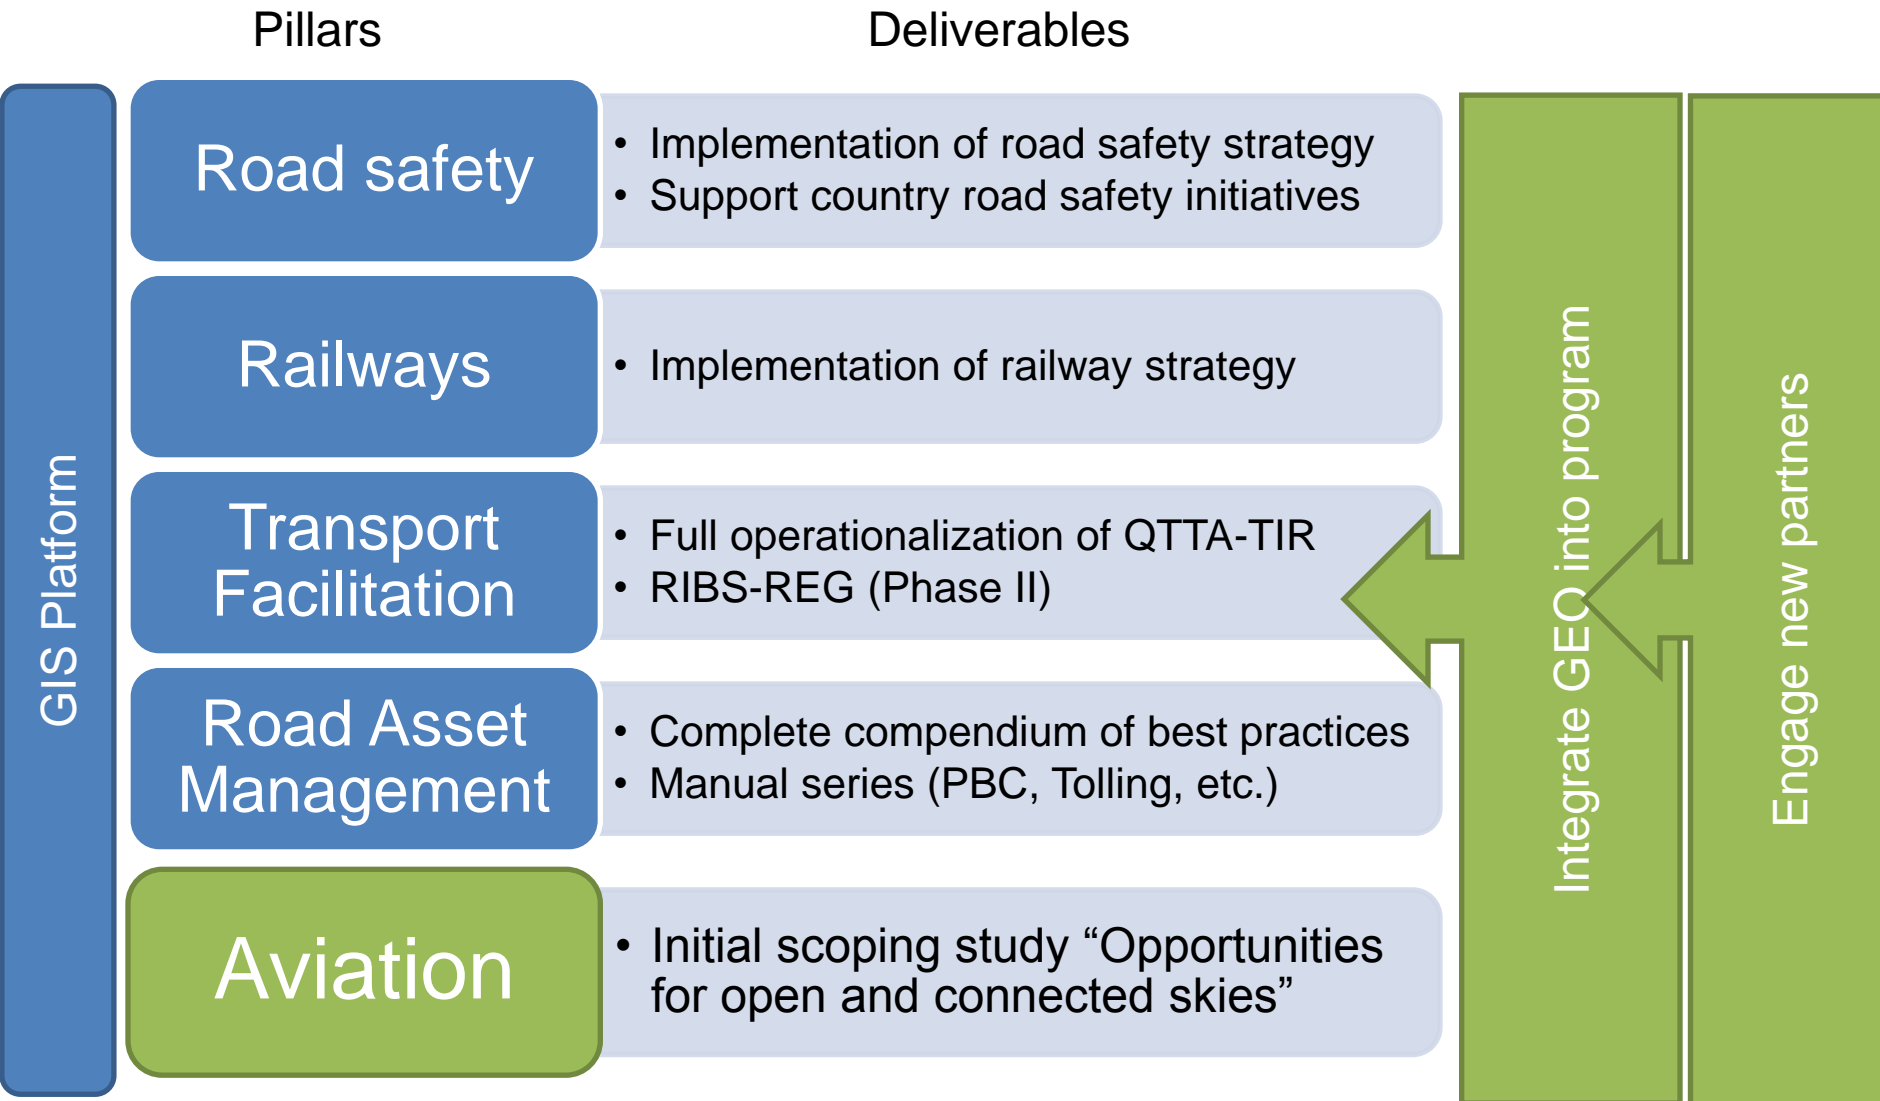 Pillars
Deliverables
GIS Platform
Road safety
• Implementation of road safety strategy
• Support country road safety initiatives
Railways
• Implementation of railway strategy
Transport
Facilitation
• Full operationalization of QTTA-TIR
• RIBS-REG (Phase II)
Road Asset
Management
• Complete compendium of best practices
• Manual series (PBC, Tolling, etc.)
Aviation
• Initial scoping study “Opportunities
for open and connected skies”
Integrate GEO into program
Engage new partners